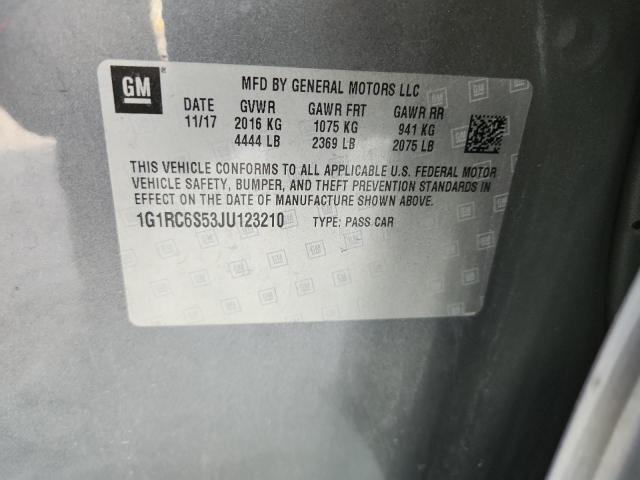 GM
MFD BY GENERAL MOTORS LLC
DATE GVWR GAWR FRT GAWR RR
11/17 2016 KG 1075 KG 941 KG
4444 LB 2369 LB 2075 LB
THIS VEHICLE CONFORMS TO ALL APPLICABLE U.S. FEDERAL MOTOR
VEHICLE SAFETY, BUMPER, AND THEFT PREVENTION STANDARDS
IN EFFECT ON THE DATE OF MANUFACTURE SHOWN ABOVE.
1G1RC6S53JU123210 TYPE: PASS CAR